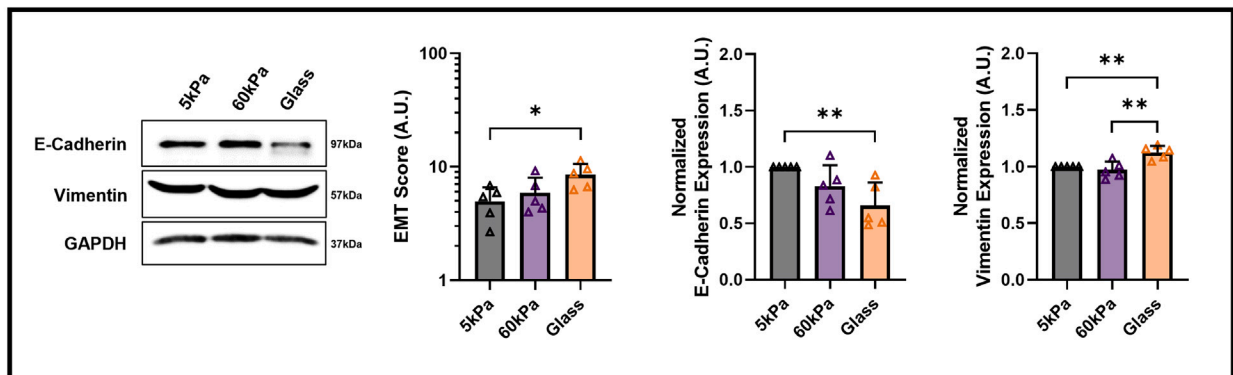 5kPa 60kPa Glass
E-Cadherin 97kDa
Vimentin 57kDa
GAPDH 37kDa
EMT Score (A.U.)
100
10
1
*
5kPa 60kPa Glass
Normalized
E-Cadherin Expression (A.U.)
2.0
1.5
1.0
0.5
0.0
**
5kPa 60kPa Glass
Normalized
Vimentin Expression (A.U.)
2.0
1.5
1.0
0.5
0.0
**
**
5kPa 60kPa Glass